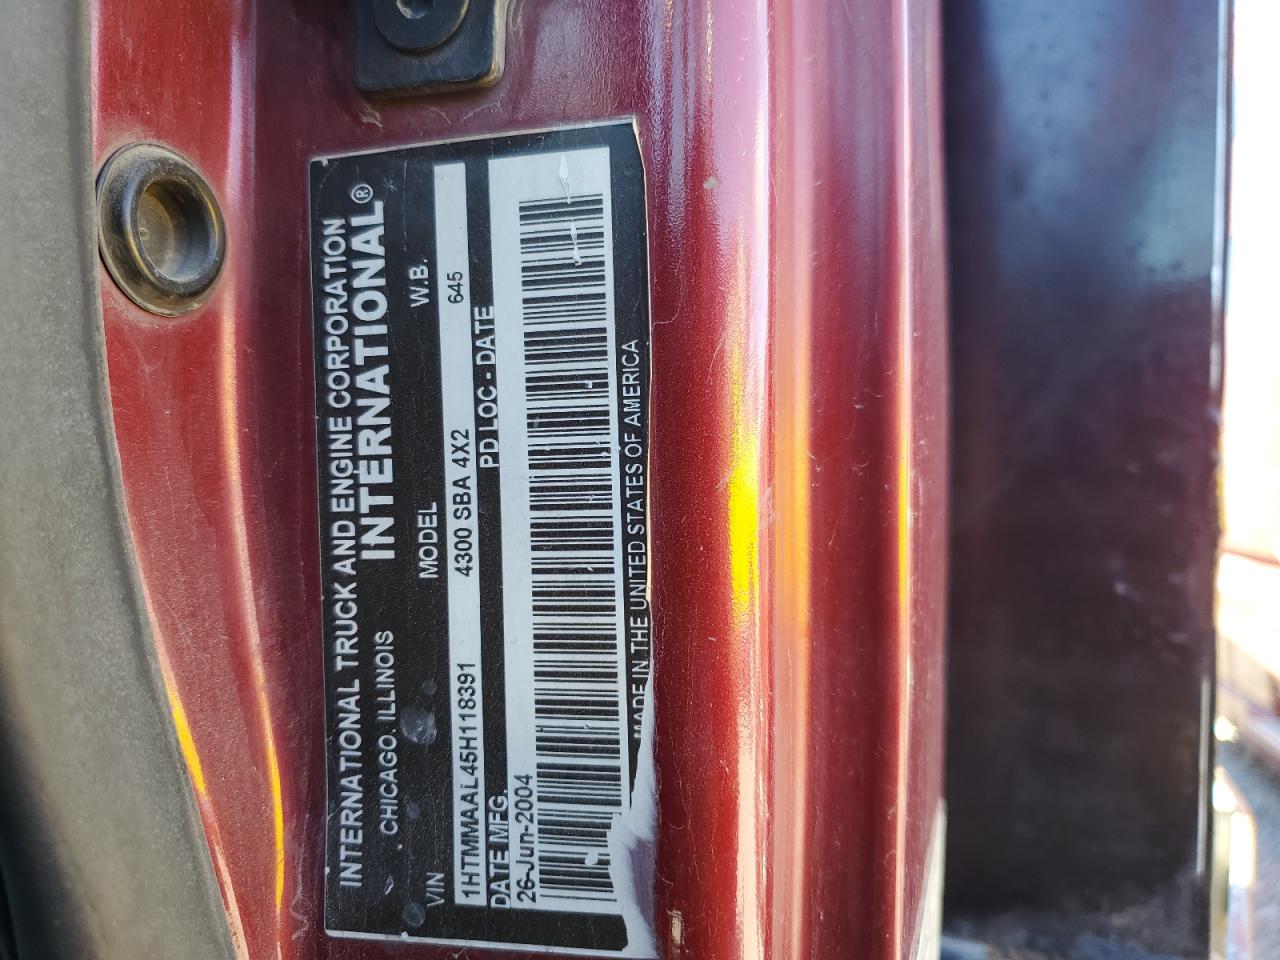 INTERNATIONAL TRUCK AND ENGINE CORPORATION
CHICAGO, ILLINOIS INTERNATIONAL®
VIN MODEL W.B.
1HTMMAAL45H118391 4300 SBA 4X2 645
DATE MFG. PD LOC - DATE
26-Jun-2004
MADE IN THE UNITED STATES OF AMERICA